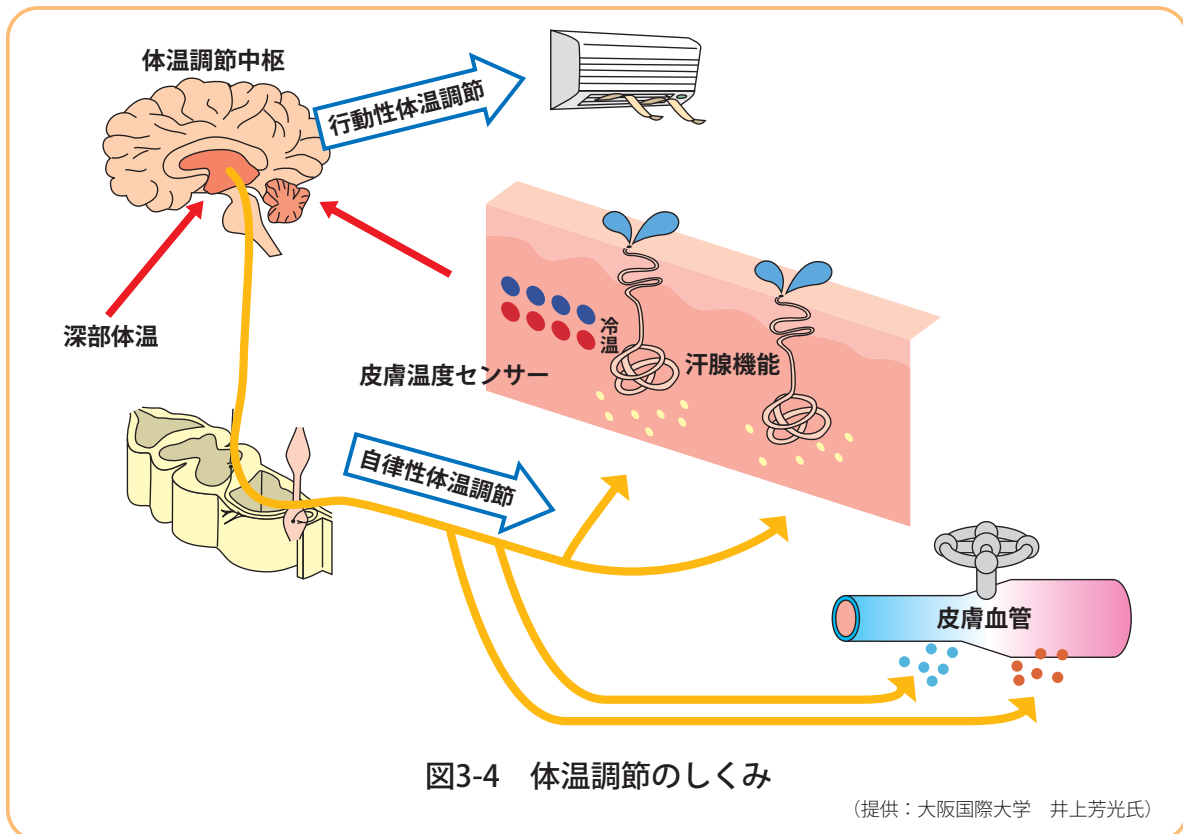 体温調節中枢
行動性体温調節
深部体温
冷
温
皮膚温度センサー
汗腺機能
自律性体温調節
皮膚血管
図3-4　体温調節のしくみ
（提供：大阪国際大学　井上芳光氏）